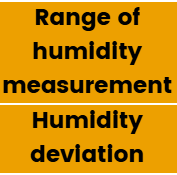 Range of
humidity
measurement
Humidity
deviation